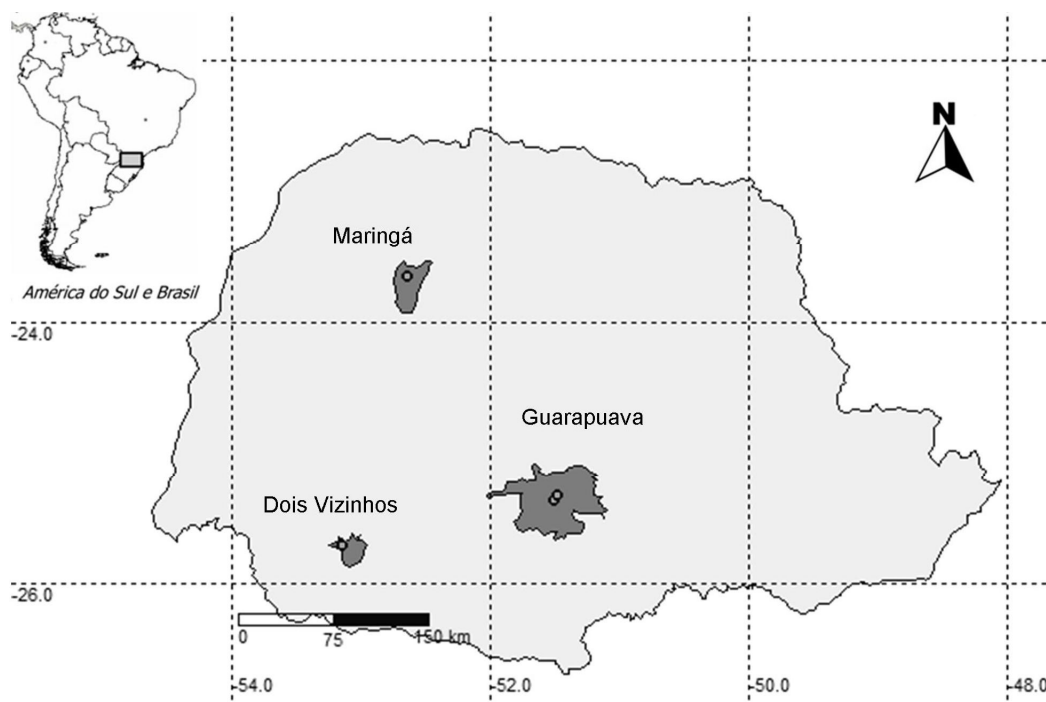 N
Maringá
América do Sul e Brasil
-24.0
Guarapuava
Dois Vizinhos
-26.0
0 75 150 km
-54.0 -52.0 -50.0 -48.0